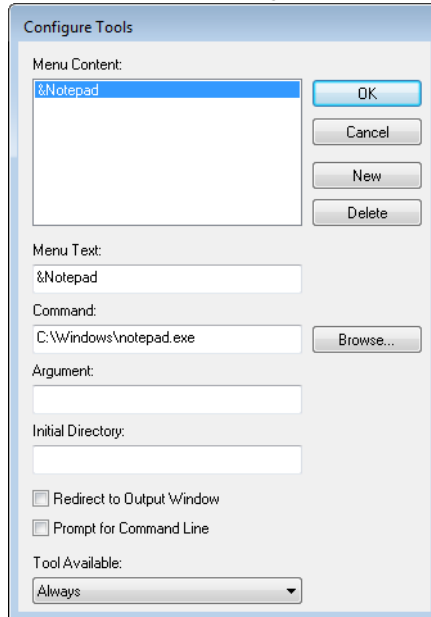 Configure Tools
Menu Content:
&Notepad
OK
Cancel
New
Delete
Menu Text:
&Notepad
Command:
C:\Windows\notepad.exe
Browse...
Argument:
Initial Directory:
Redirect to Output Window
Prompt for Command Line
Tool Available:
Always